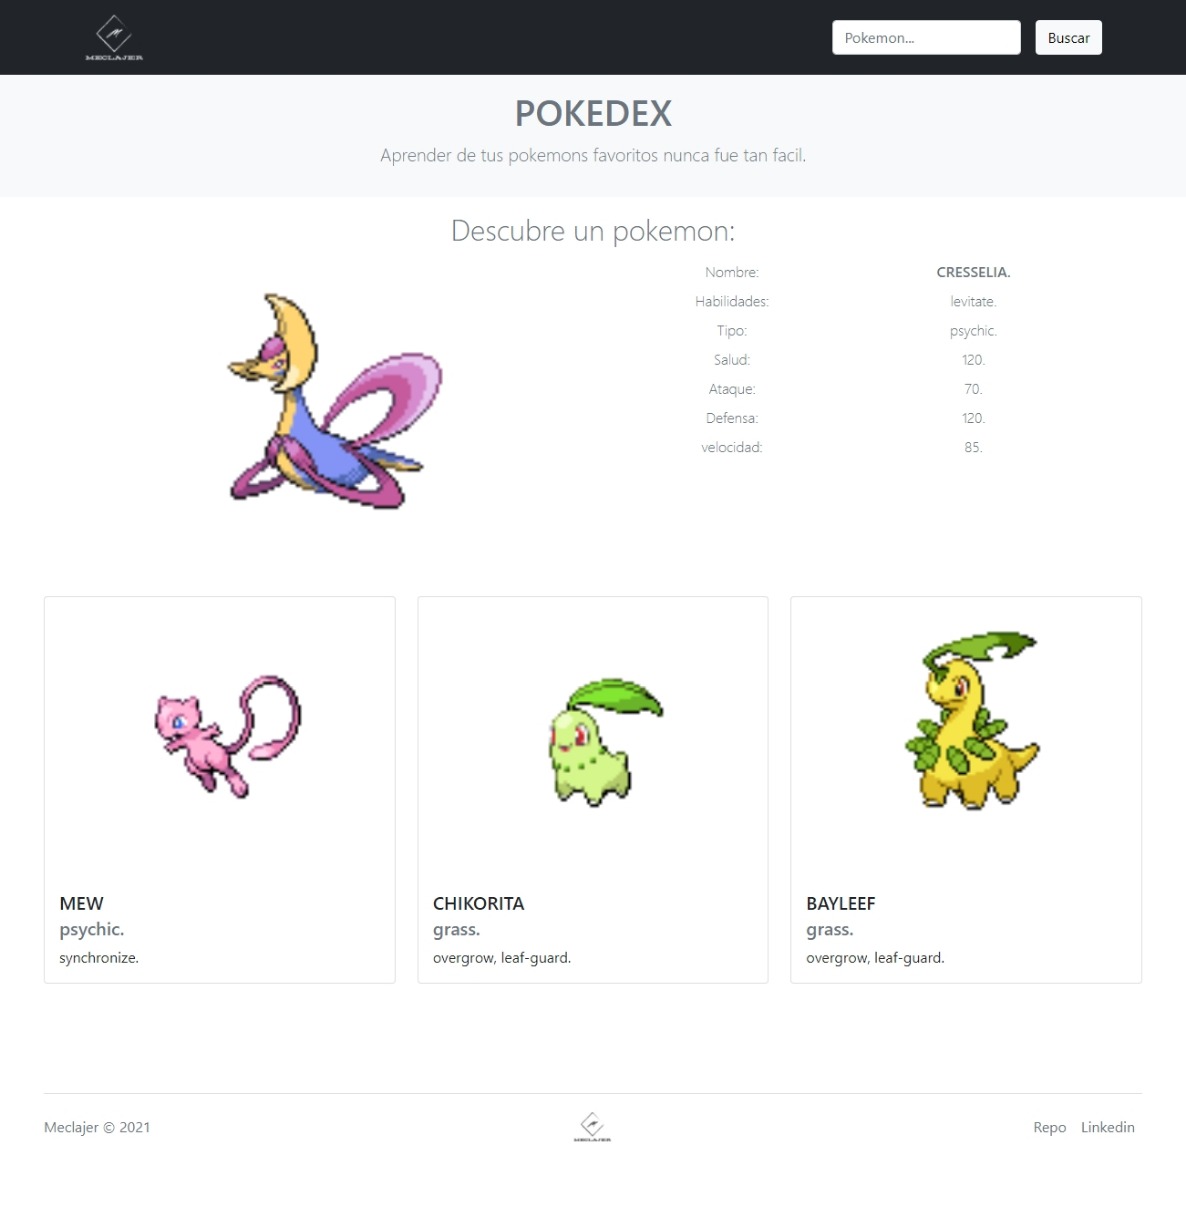 MECLAJER
Pokemon...
Buscar
POKEDEX
Aprender de tus pokemons favoritos nunca fue tan facil.
Descubre un pokemon:
Nombre: CRESSELIA.
Habilidades: levitate.
Tipo: psychic.
Salud: 120.
Ataque: 70.
Defensa: 120.
velocidad: 85.
MEW
psychic.
synchronize.
CHIKORITA
grass.
overgrow, leaf-guard.
BAYLEEF
grass.
overgrow, leaf-guard.
Meclajer © 2021
MECLAJER
Repo Linkedin